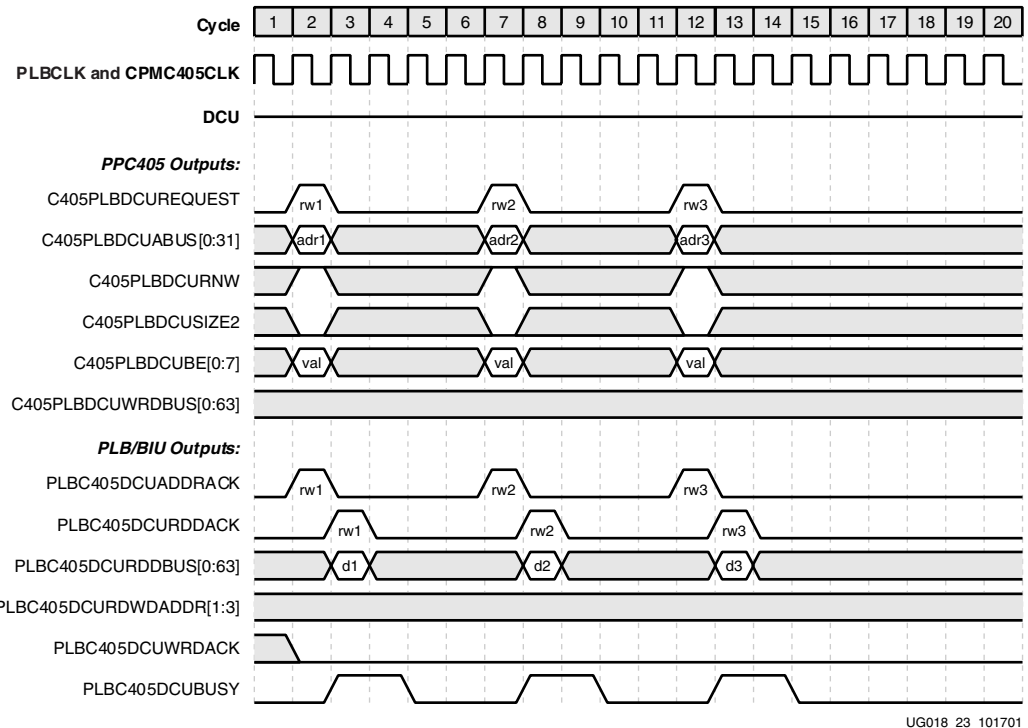 Cycle 1 2 3 4 5 6 7 8 9 10 11 12 13 14 15 16 17 18 19 20
PLBCLK and CPMC405CLK
DCU
PPC405 Outputs:
C405PLBDCUREQUEST rw1 rw2 rw3
C405PLBDCUABUS[0:31] adr1 adr2 adr3
C405PLBDCURNW
C405PLBDCUSIZE2
C405PLBDCUBE[0:7] val val val
C405PLBDCUWRDBUS[0:63]
PLB/BIU Outputs:
PLBC405DCUADDRACK rw1 rw2 rw3
PLBC405DCURDDACK rw1 rw2 rw3
PLBC405DCURDDBUS[0:63] d1 d2 d3
PLBC405DCURDWDADDR[1:3]
PLBC405DCUWRDACK
PLBC405DCUBUSY
UG018_23_101701